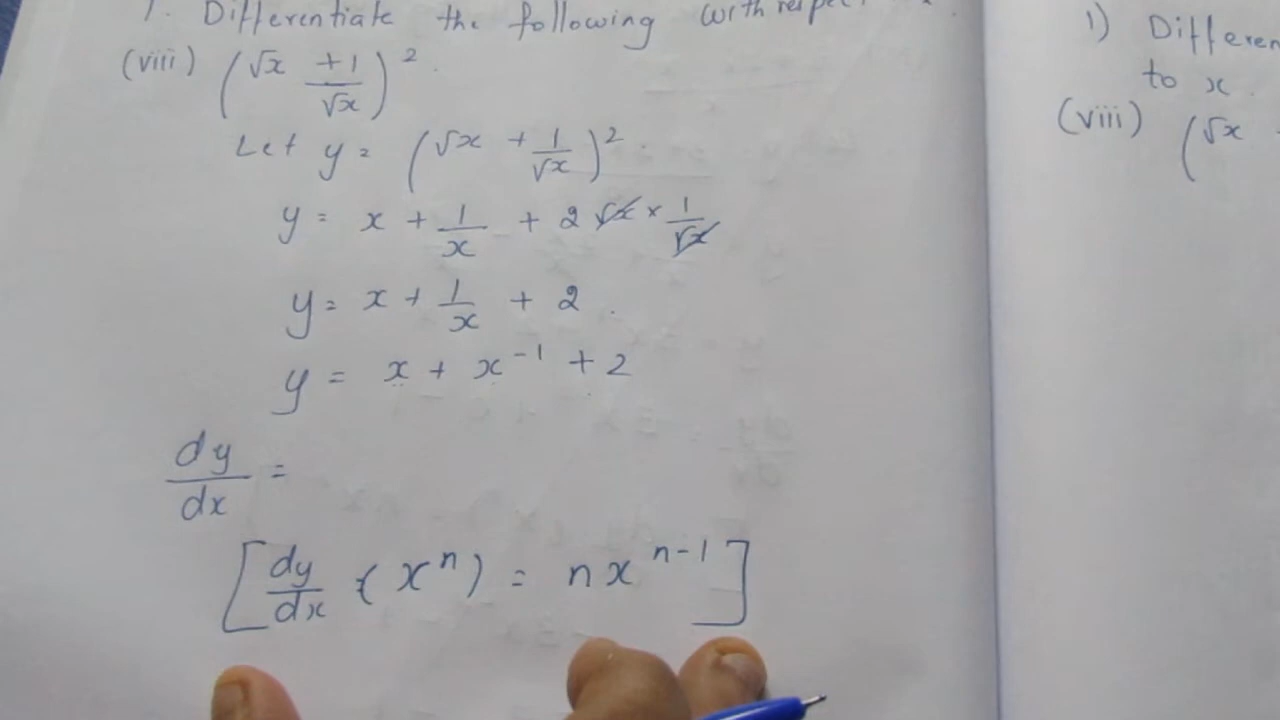 1. Differentiate the following with respect
(viii) (√x +1/√x)²
Let y = (√x + 1/√x)²
y = x + 1/x + 2 √x × 1/√x
y = x + 1/x + 2
y = x + x⁻¹ + 2
dy/dx =
[dy/dx (xⁿ) = nxⁿ⁻¹]
1) Differen
to x
(viii) (√x